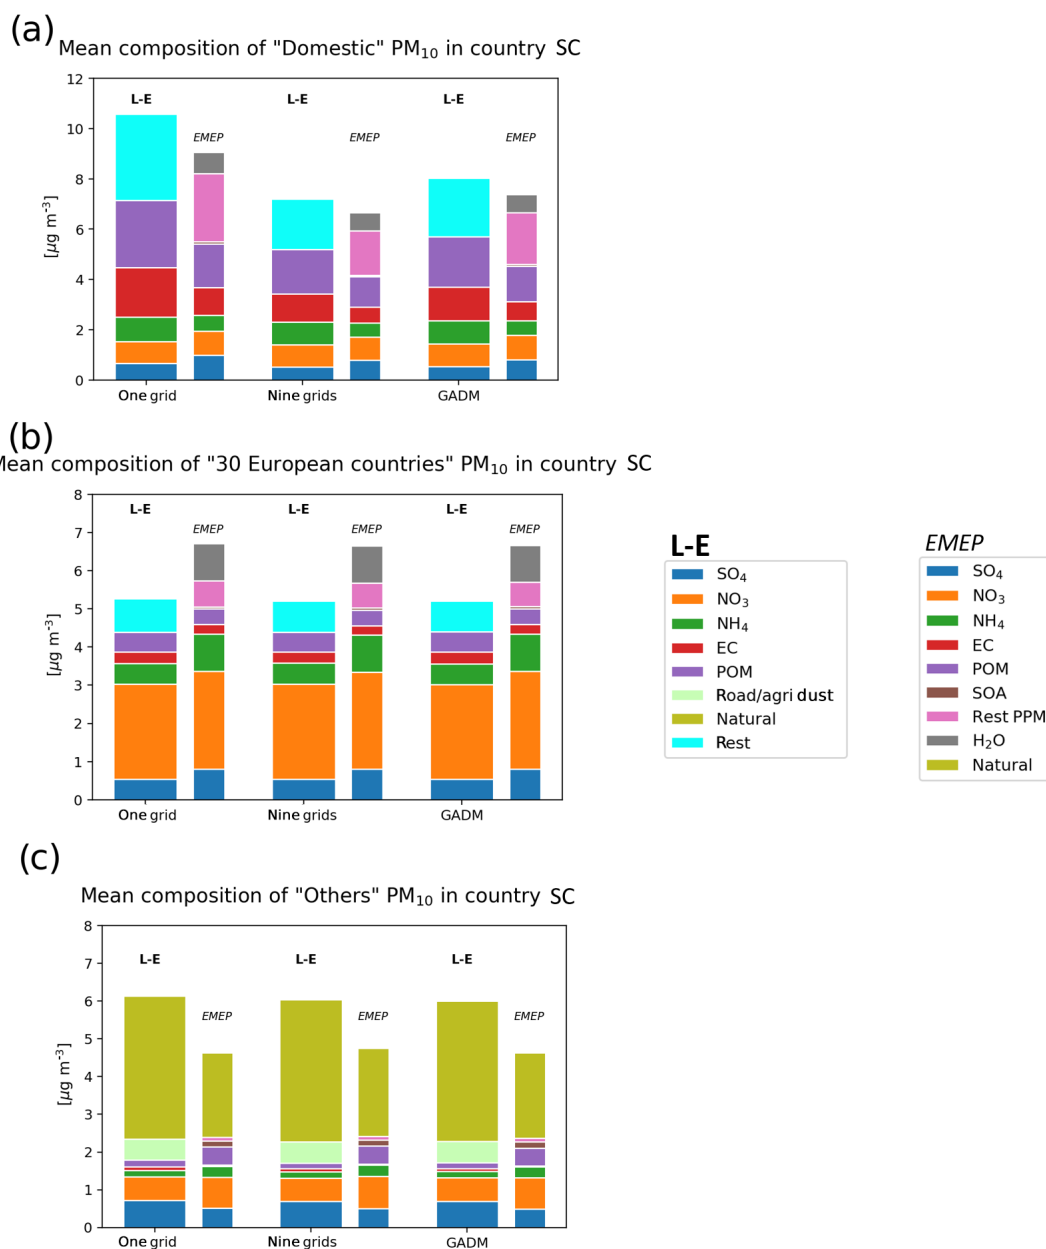 (a)
Mean composition of "Domestic" PM₁₀ in country SC
12
10
8
6
4
2
0
[μg m⁻³]
L-E
EMEP
L-E
EMEP
L-E
EMEP
One grid
Nine grids
GADM
(b)
Mean composition of "30 European countries" PM₁₀ in country SC
8
7
6
5
4
3
2
1
0
[μg m⁻³]
L-E
EMEP
L-E
EMEP
L-E
EMEP
One grid
Nine grids
GADM
L-E
SO₄
NO₃
NH₄
EC
POM
Road/agri dust
Natural
Rest
EMEP
SO₄
NO₃
NH₄
EC
POM
SOA
Rest PPM
H₂O
Natural
(c)
Mean composition of "Others" PM₁₀ in country SC
8
7
6
5
4
3
2
1
0
[μg m⁻³]
L-E
EMEP
L-E
EMEP
L-E
EMEP
One grid
Nine grids
GADM